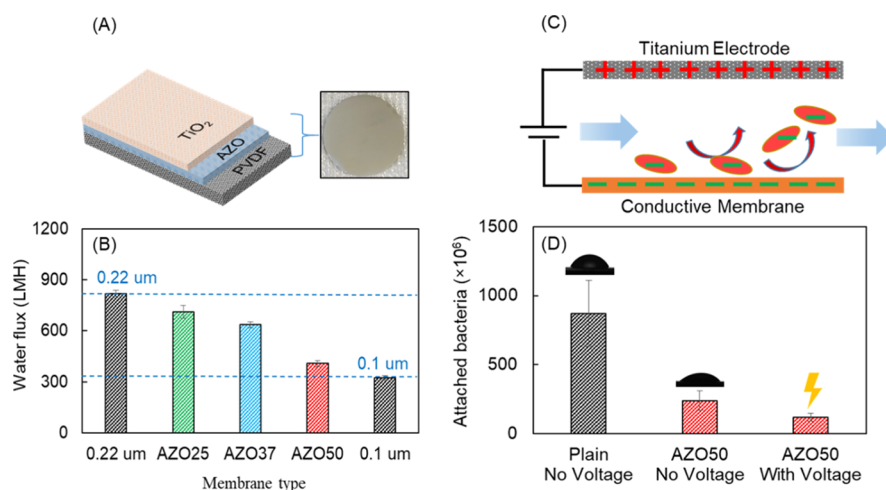 (A)
TiO2
AZO
PVDF
(B)
Water flux (LMH)
1200
900
600
300
0
0.22 um
0.1 um
0.22 um AZO25 AZO37 AZO50 0.1 um
Membrane type
(C)
Titanium Electrode
Conductive Membrane
(D)
Attached bacteria (×10⁶)
1500
1000
500
0
Plain
No Voltage
AZO50
No Voltage
AZO50
With Voltage